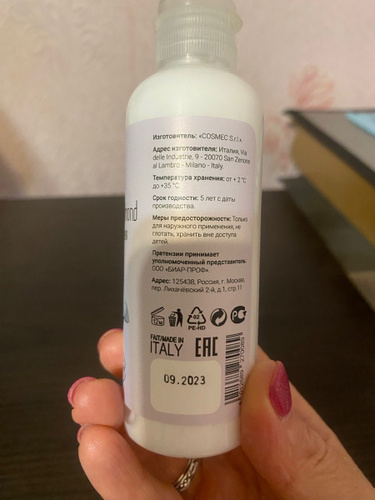 Изготовитель: «COSMEC S.r.l.»
Адрес изготовителя: Италия, Via
delle Industrie, 9 - 20070 San Zenone
al Lambro - Milano - Italy.
Температура хранения: от + 2 °C
до +35 °C
Срок годности: 5 лет с даты
производства.
Меры предосторожности: Только
для наружного применения, не
глотать, хранить вне доступа
детей.
Претензии принимает
уполномоченный представитель:
ООО «БИАР-ПРОФ»
Адрес: 125438, Россия, г. Москва,
пер. Лихачёвский 2-й, д.1, стр.11
02
PE-HD
FAIT/MADE IN
ITALY
EAC
09.2023